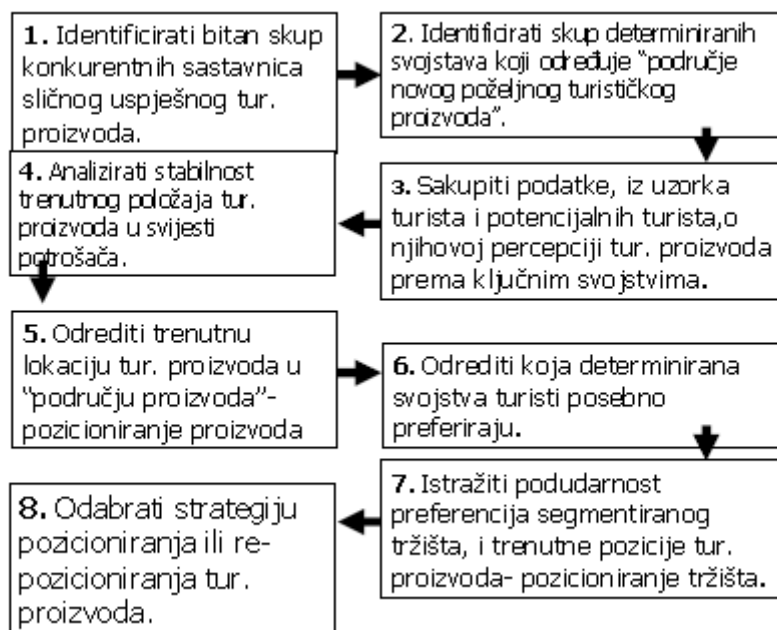 1. Identificirati bitan skup
konkurentnih sastavnica
sličnog uspješnog tur.
proizvoda.
2. Identificirati skup determiniranih
svojstava koji određuje "područje
novog poželjnog turističkog
proizvoda".
3. Sakupiti podatke, iz uzorka
turista i potencijalnih turista,o
njihovoj percepciji tur. proizvoda
prema ključnim svojstvima.
4. Analizirati stabilnost
trenutnog položaja tur.
proizvoda u svijesti
potrošača.
5. Odrediti trenutnu
lokaciju tur. proizvoda u
"području proizvoda"-
pozicioniranje proizvoda
6. Odrediti koja determinirana
svojstva turisti posebno
preferiraju.
7. Istražiti podudarnost
preferencija segmentiranog
tržišta, i trenutne pozicije tur.
proizvoda- pozicioniranje tržišta.
8. Odabrati strategiju
pozicioniranja ili re-
pozicioniranja tur.
proizvoda.